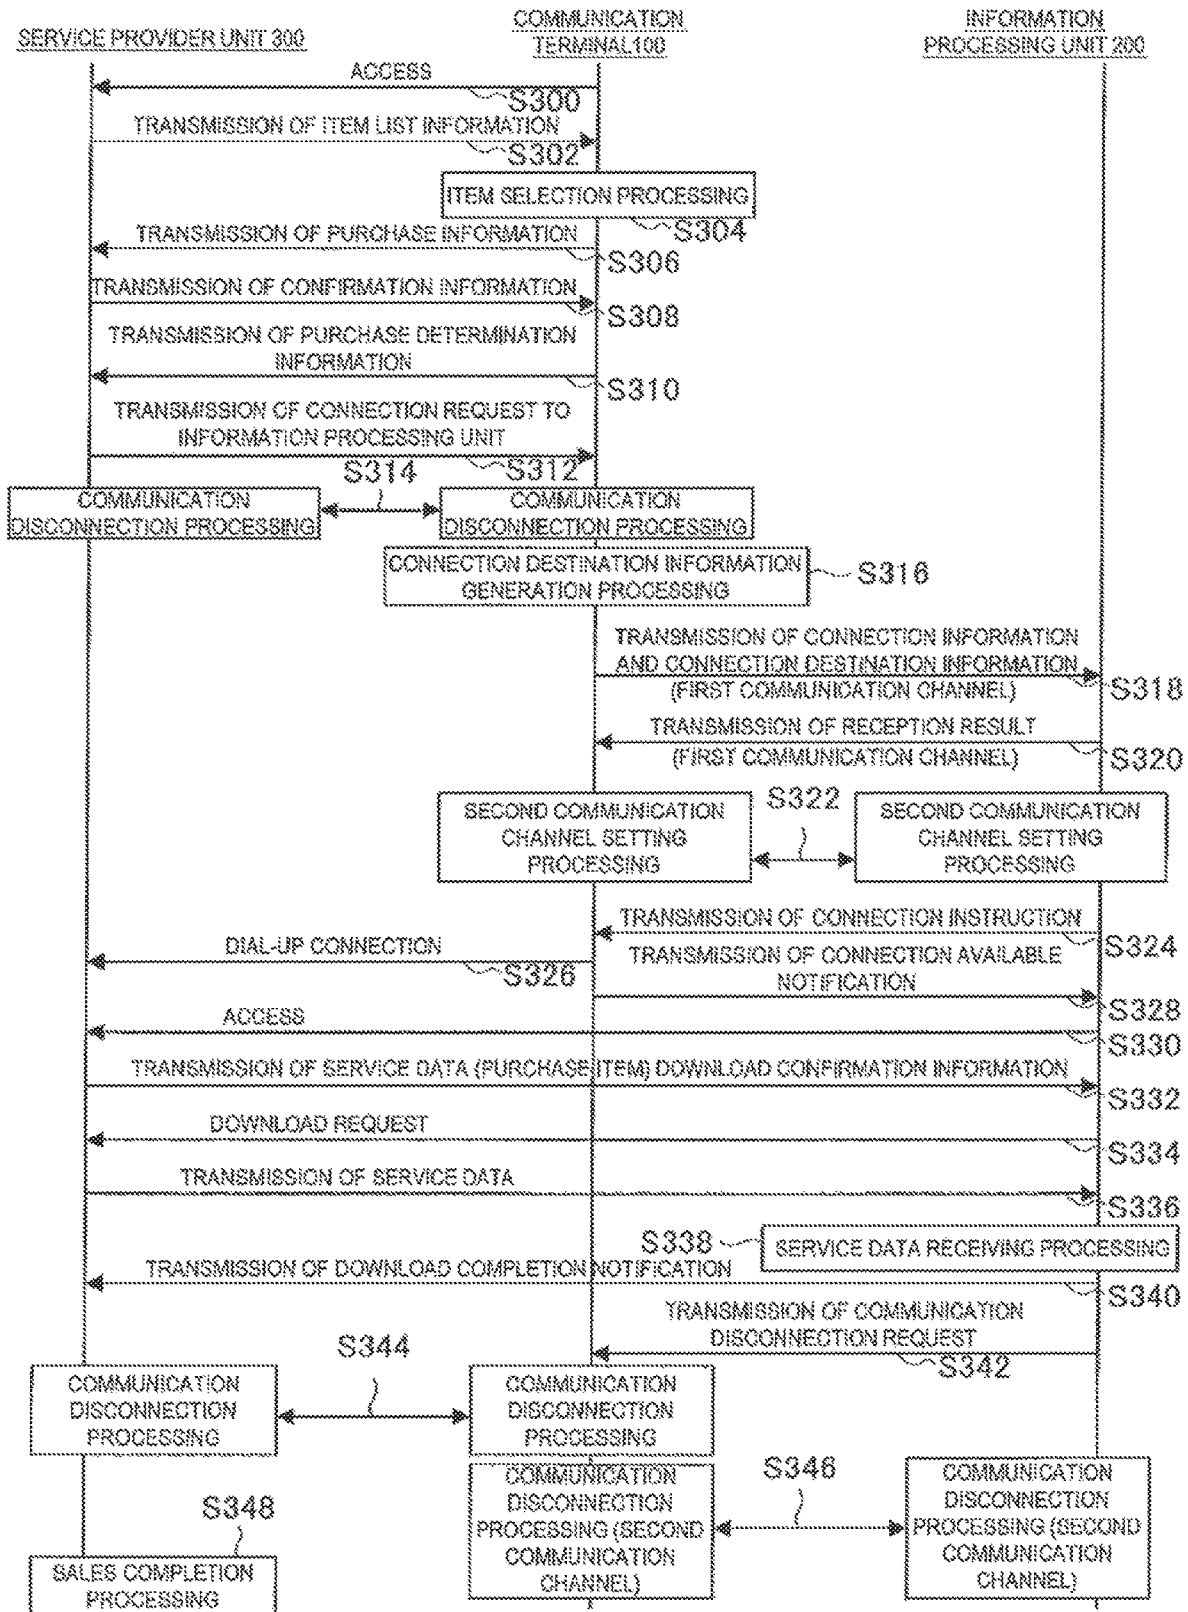 SERVICE PROVIDER UNIT 300
COMMUNICATION
TERMINAL100
INFORMATION
PROCESSING UNIT 200
ACCESS
S300
TRANSMISSION OF ITEM LIST INFORMATION
S302
ITEM SELECTION PROCESSING
S304
TRANSMISSION OF PURCHASE INFORMATION
S306
TRANSMISSION OF CONFIRMATION INFORMATION
S308
TRANSMISSION OF PURCHASE DETERMINATION
INFORMATION
S310
TRANSMISSION OF CONNECTION REQUEST TO
INFORMATION PROCESSING UNIT
S312
S314
COMMUNICATION
DISCONNECTION PROCESSING
COMMUNICATION
DISCONNECTION PROCESSING
CONNECTION DESTINATION INFORMATION
GENERATION PROCESSING
S316
TRANSMISSION OF CONNECTION INFORMATION
AND CONNECTION DESTINATION INFORMATION
(FIRST COMMUNICATION CHANNEL)
S318
TRANSMISSION OF RECEPTION RESULT
(FIRST COMMUNICATION CHANNEL)
S320
S322
SECOND COMMUNICATION
CHANNEL SETTING
PROCESSING
SECOND COMMUNICATION
CHANNEL SETTING
PROCESSING
TRANSMISSION OF CONNECTION INSTRUCTION
S324
DIAL-UP CONNECTION
S326
TRANSMISSION OF CONNECTION AVAILABLE
NOTIFICATION
S328
ACCESS
S330
TRANSMISSION OF SERVICE DATA (PURCHASE ITEM) DOWNLOAD CONFIRMATION INFORMATION
S332
DOWNLOAD REQUEST
S334
TRANSMISSION OF SERVICE DATA
S336
S338
SERVICE DATA RECEIVING PROCESSING
TRANSMISSION OF DOWNLOAD COMPLETION NOTIFICATION
S340
TRANSMISSION OF COMMUNICATION
DISCONNECTION REQUEST
S342
S344
COMMUNICATION
DISCONNECTION
PROCESSING
COMMUNICATION
DISCONNECTION
PROCESSING
S346
COMMUNICATION
DISCONNECTION
PROCESSING (SECOND
COMMUNICATION
CHANNEL)
COMMUNICATION
DISCONNECTION
PROCESSING (SECOND
COMMUNICATION
CHANNEL)
S348
SALES COMPLETION
PROCESSING